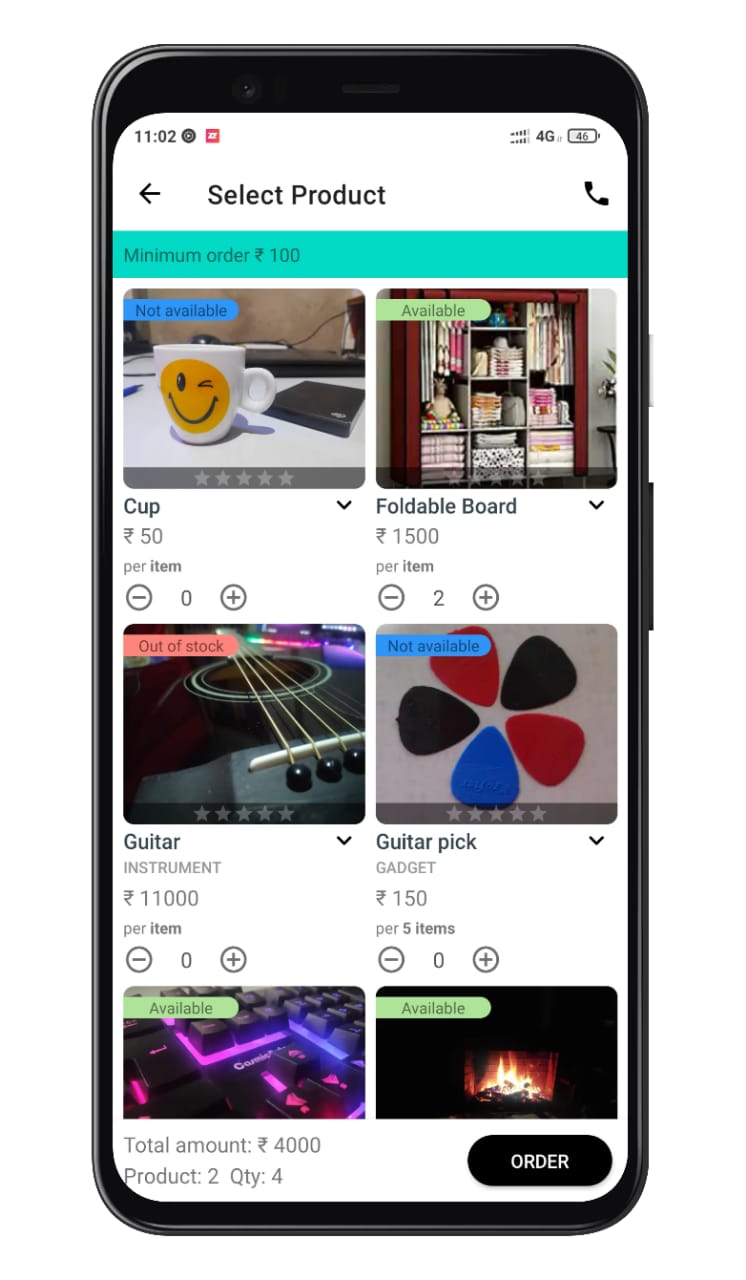 11:02 4G 46
Select Product
Minimum order ₹ 100
Not available
Available
Cup
Foldable Board
₹ 50
₹ 1500
per item
per item
0
2
Out of stock
Not available
Guitar
Guitar pick
INSTRUMENT
GADGET
₹ 11000
₹ 150
per item
per 5 items
0
0
Available
Available
Total amount: ₹ 4000
Product: 2 Qty: 4
ORDER